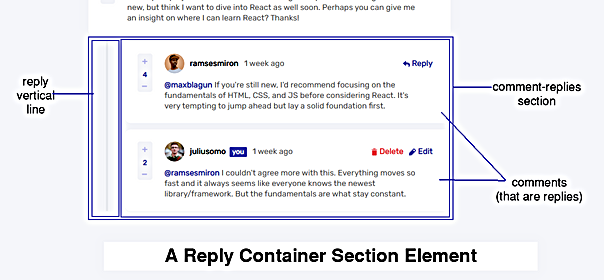 new, but think I want to dive into React as well soon. Perhaps you can give me
an insight on where I can learn React? Thanks!
+
4
−
ramsesmiron 1 week ago Reply
@maxblagun If you're still new, I'd recommend focusing on the
fundamentals of HTML, CSS, and JS before considering React. It's
very tempting to jump ahead but lay a solid foundation first.
+
2
−
juliusomo you 1 week ago Delete Edit
@ramsesmiron I couldn't agree more with this. Everything moves so
fast and it always seems like everyone knows the newest
library/framework. But the fundamentals are what stay constant.
reply
vertical
line
comment-replies
section
comments
(that are replies)
A Reply Container Section Element